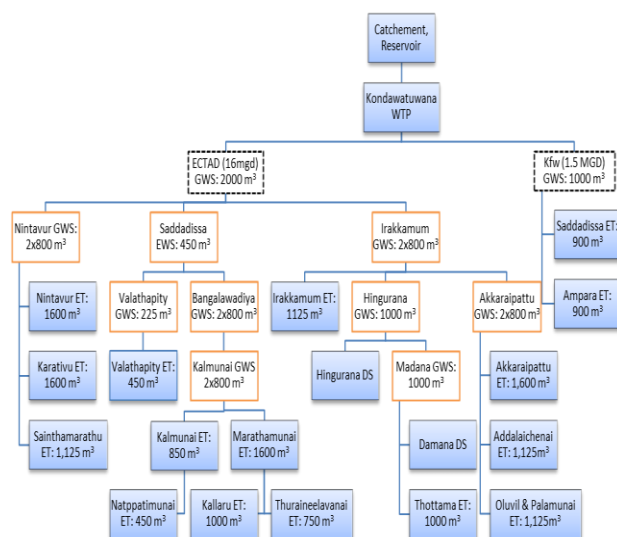 Catchement,
Reservoir
Kondawatuwana
WTP
ECTAD (16mgd)
GWS: 2000 m³
Kfw (1.5 MGD)
GWS: 1000 m³
Nintavur GWS:
2x800 m³
Saddadissa
EWS: 450 m³
Irakkamum
GWS: 2x800 m³
Saddadissa ET:
900 m³
Nintavur ET:
1600 m³
Valathapity
GWS: 225 m³
Bangalawadiya
GWS: 2x800 m³
Irakkamum ET:
1125 m³
Hingurana
GWS: 1000 m³
Akkaraipattu
GWS: 2x800 m³
Ampara ET:
900 m³
Karativu ET:
1600 m³
Valathapity ET:
450 m³
Kalmunai GWS
2x800 m³
Hingurana DS
Madana GWS:
1000 m³
Akkaraipattu
ET: 1,600 m³
Sainthamarathu
ET: 1,125 m³
Kalmunai ET:
850 m³
Marathamunai
ET: 1600 m³
Damana DS
Addalaichenai
ET: 1,125m³
Natppatimunai
ET: 450 m³
Kallaru ET:
1000 m³
Thuraineelavanai
ET: 750 m³
Thottama ET:
1000 m³
Oluvil & Palamunai
ET: 1,125m³